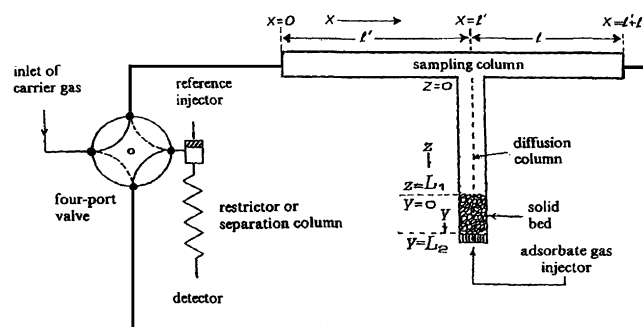 x=0
x
x=l'
x=l'+l
l'
l
inlet of
carrier gas
reference
injector
sampling column
z=0
diffusion
column
z
four-port
valve
restrictor or
separation column
z=L1
y=0
y
y=L2
solid
bed
adsorbate gas
injector
detector